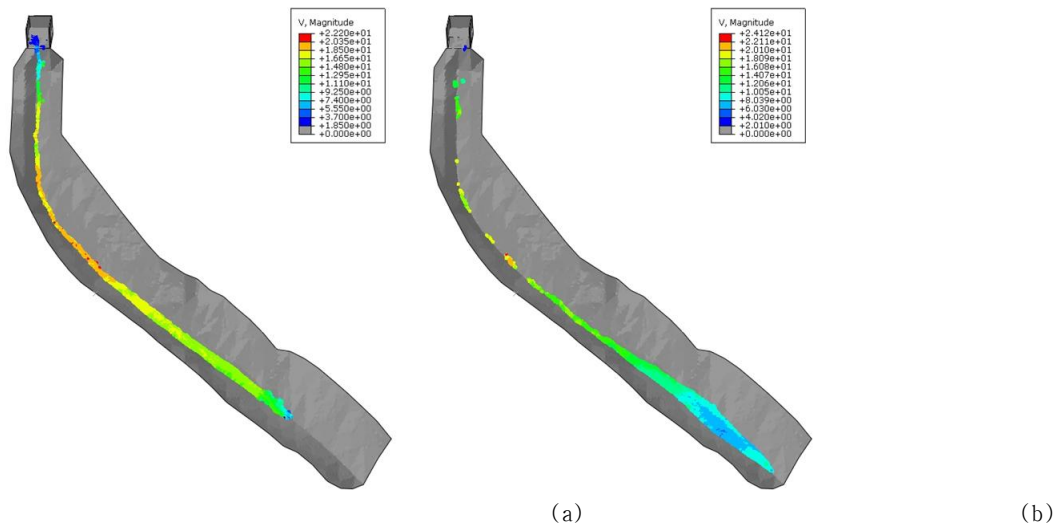 V, Magnitude
+2.220e+01
+2.035e+01
+1.850e+01
+1.665e+01
+1.480e+01
+1.295e+01
+1.110e+01
+9.250e+00
+7.400e+00
+5.550e+00
+3.700e+00
+1.850e+00
+0.000e+00
V, Magnitude
+2.412e+01
+2.211e+01
+2.010e+01
+1.809e+01
+1.608e+01
+1.407e+01
+1.206e+01
+1.005e+01
+8.039e+00
+6.030e+00
+4.020e+00
+2.010e+00
+0.000e+00
(a)
(b)